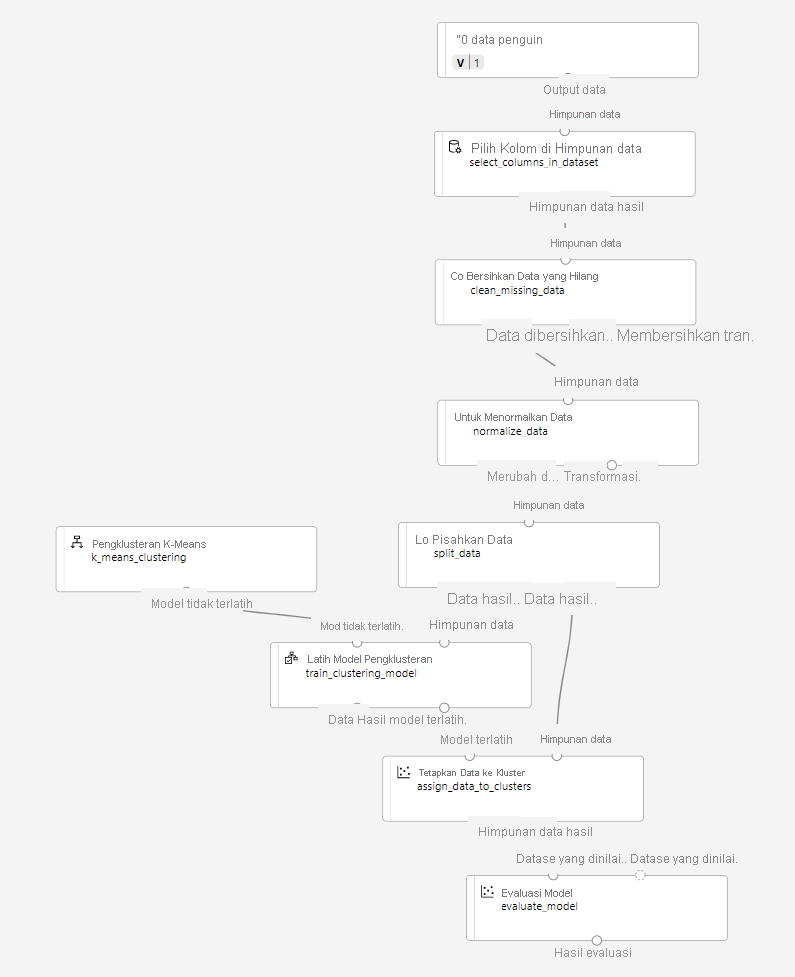 "0 data penguin
V 1
Output data
Himpunan data
Pilih Kolom di Himpunan data
select_columns_in_dataset
Himpunan data hasil
Himpunan data
Co Bersihkan Data yang Hilang
clean_missing_data
Data dibersihkan.. Membersihkan tran.
Himpunan data
Untuk Menormalkan Data
normalize_data
Merubah d... Transformasi.
Himpunan data
Pengklusteran K-Means
k_means_clustering
Model tidak terlatih
Lo Pisahkan Data
split_data
Data hasil.. Data hasil..
Mod tidak terlatih. Himpunan data
Latih Model Pengklusteran
train_clustering_model
Data Hasil model terlatih.
Model terlatih Himpunan data
Tetapkan Data ke Kluster
assign_data_to_clusters
Himpunan data hasil
Datase yang dinilai.. Datase yang dinilai.
Evaluasi Model
evaluate_model
Hasil evaluasi